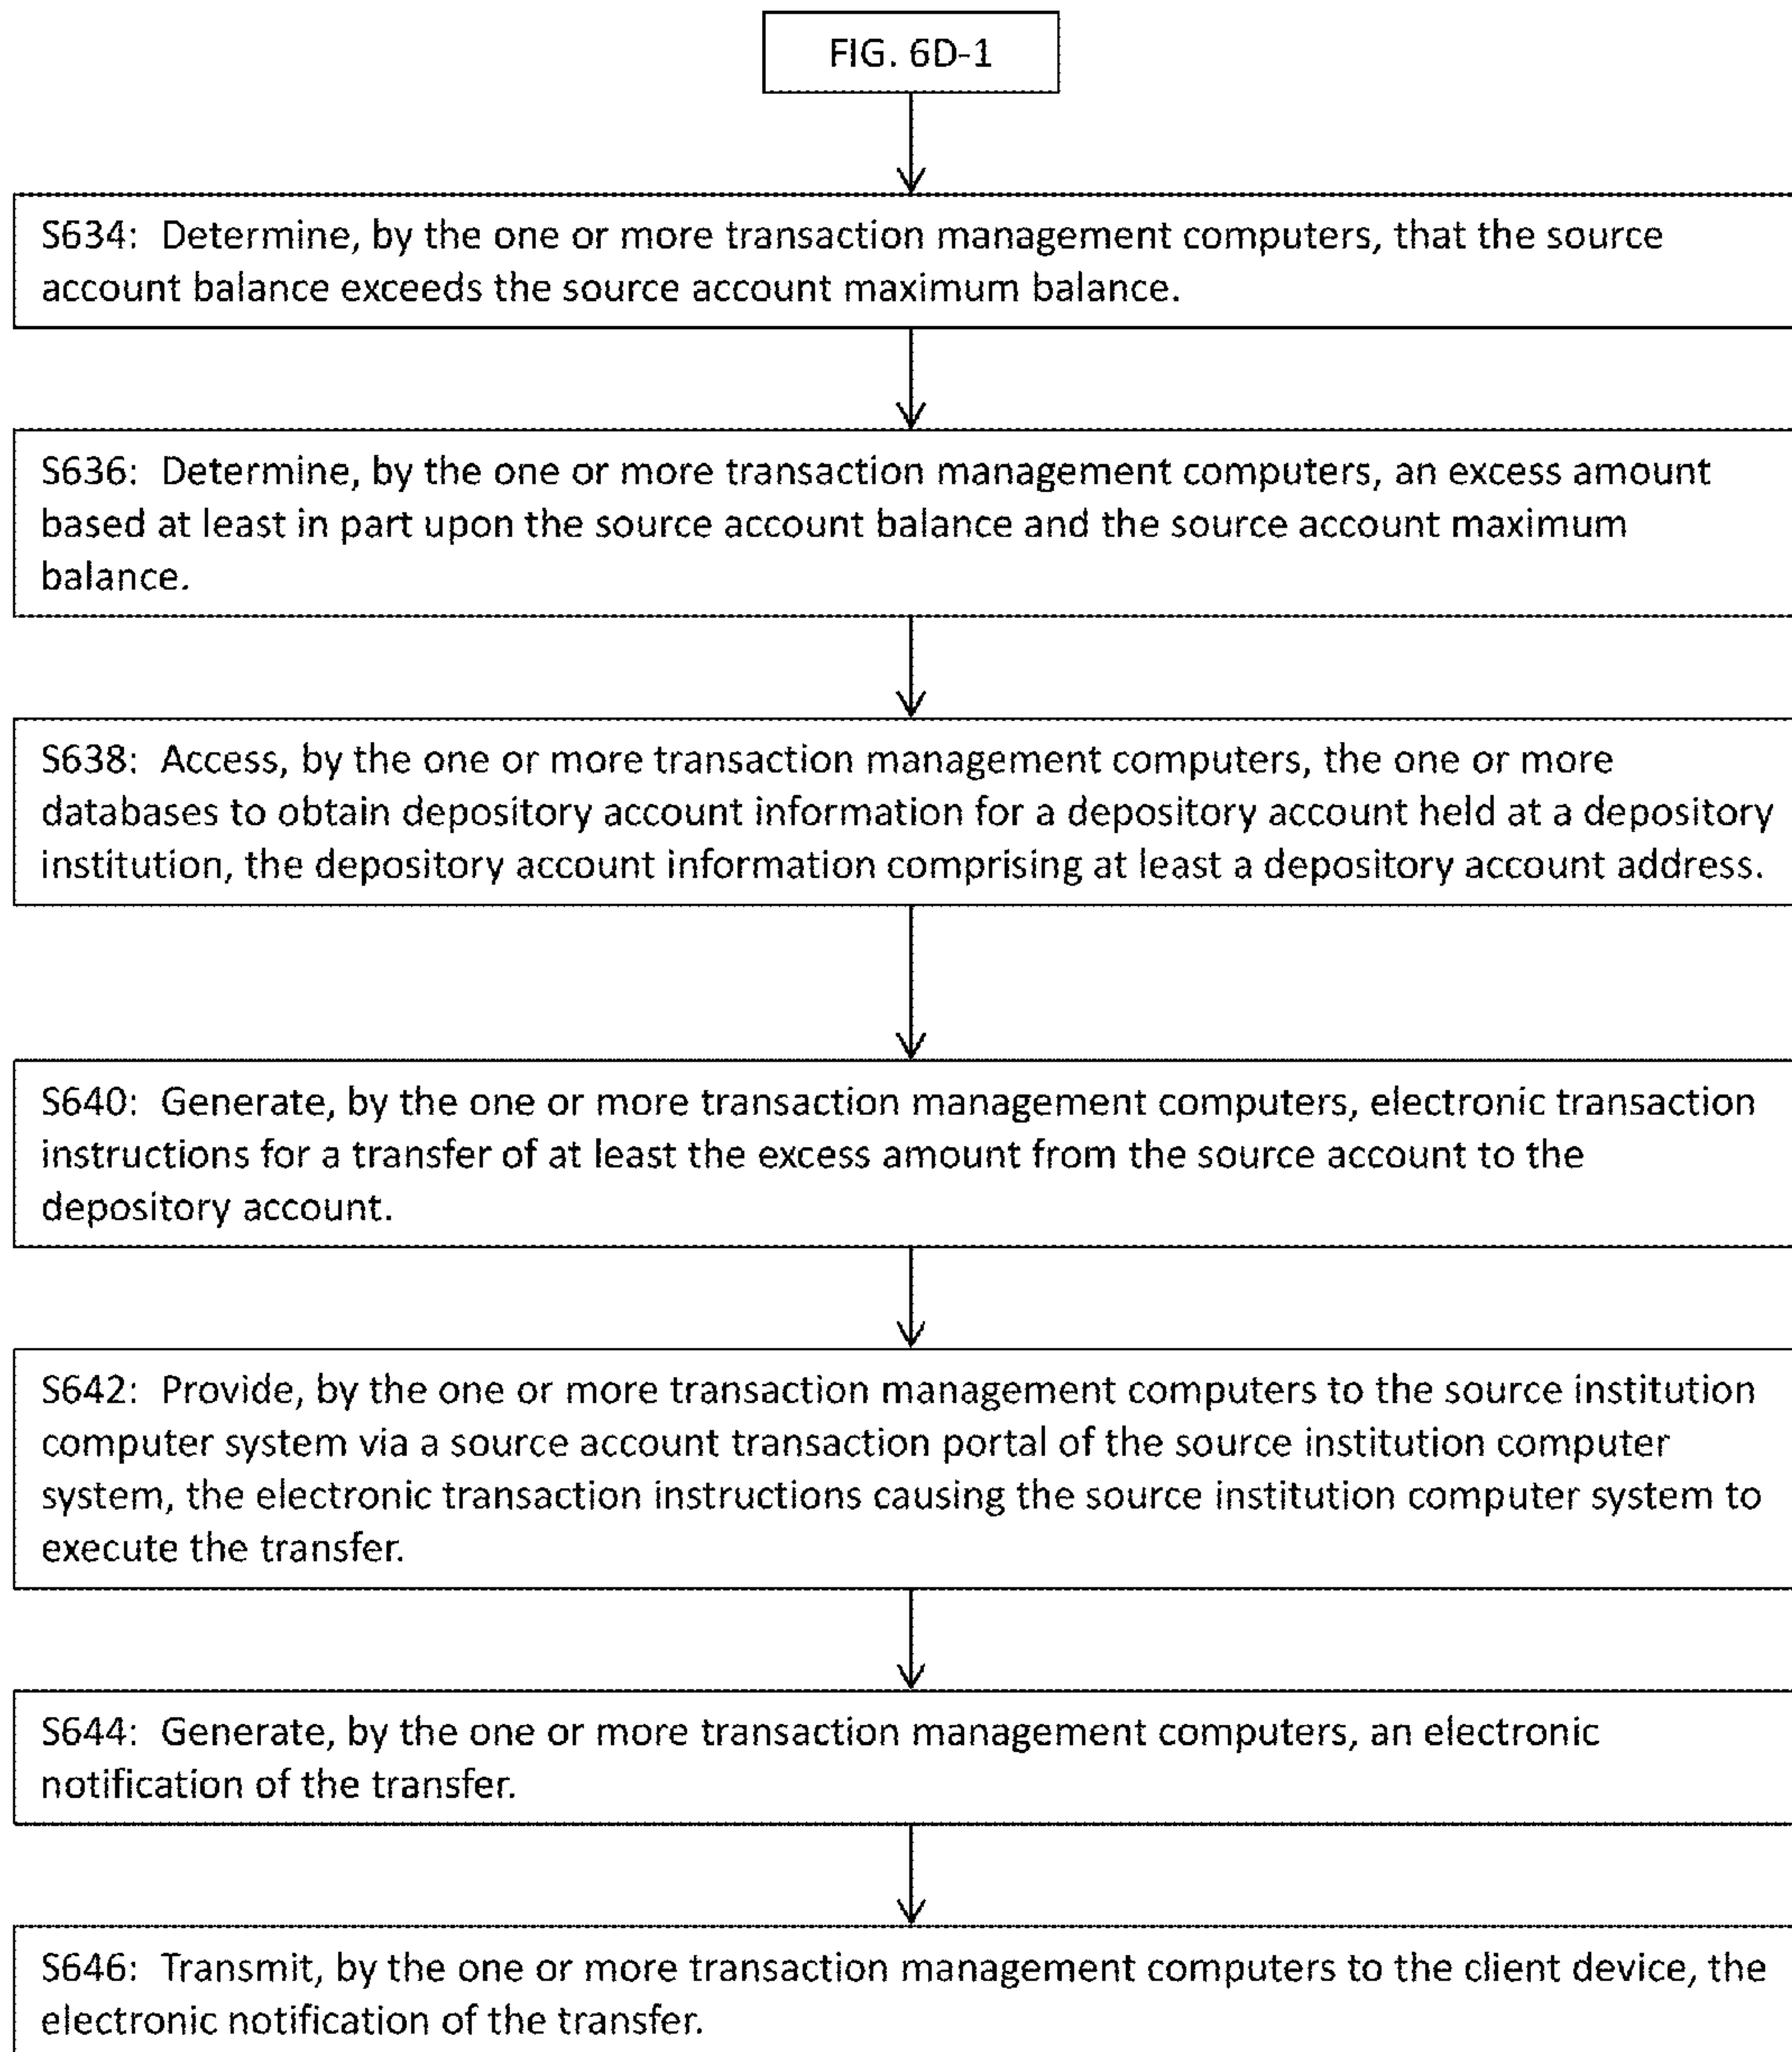 FIG. 6D-1
S634: Determine, by the one or more transaction management computers, that the source
account balance exceeds the source account maximum balance.
S636: Determine, by the one or more transaction management computers, an excess amount
based at least in part upon the source account balance and the source account maximum
balance.
S638: Access, by the one or more transaction management computers, the one or more
databases to obtain depository account information for a depository account held at a depository
institution, the depository account information comprising at least a depository account address.
S640: Generate, by the one or more transaction management computers, electronic transaction
instructions for a transfer of at least the excess amount from the source account to the
depository account.
S642: Provide, by the one or more transaction management computers to the source institution
computer system via a source account transaction portal of the source institution computer
system, the electronic transaction instructions causing the source institution computer system to
execute the transfer.
S644: Generate, by the one or more transaction management computers, an electronic
notification of the transfer.
S646: Transmit, by the one or more transaction management computers to the client device, the
electronic notification of the transfer.